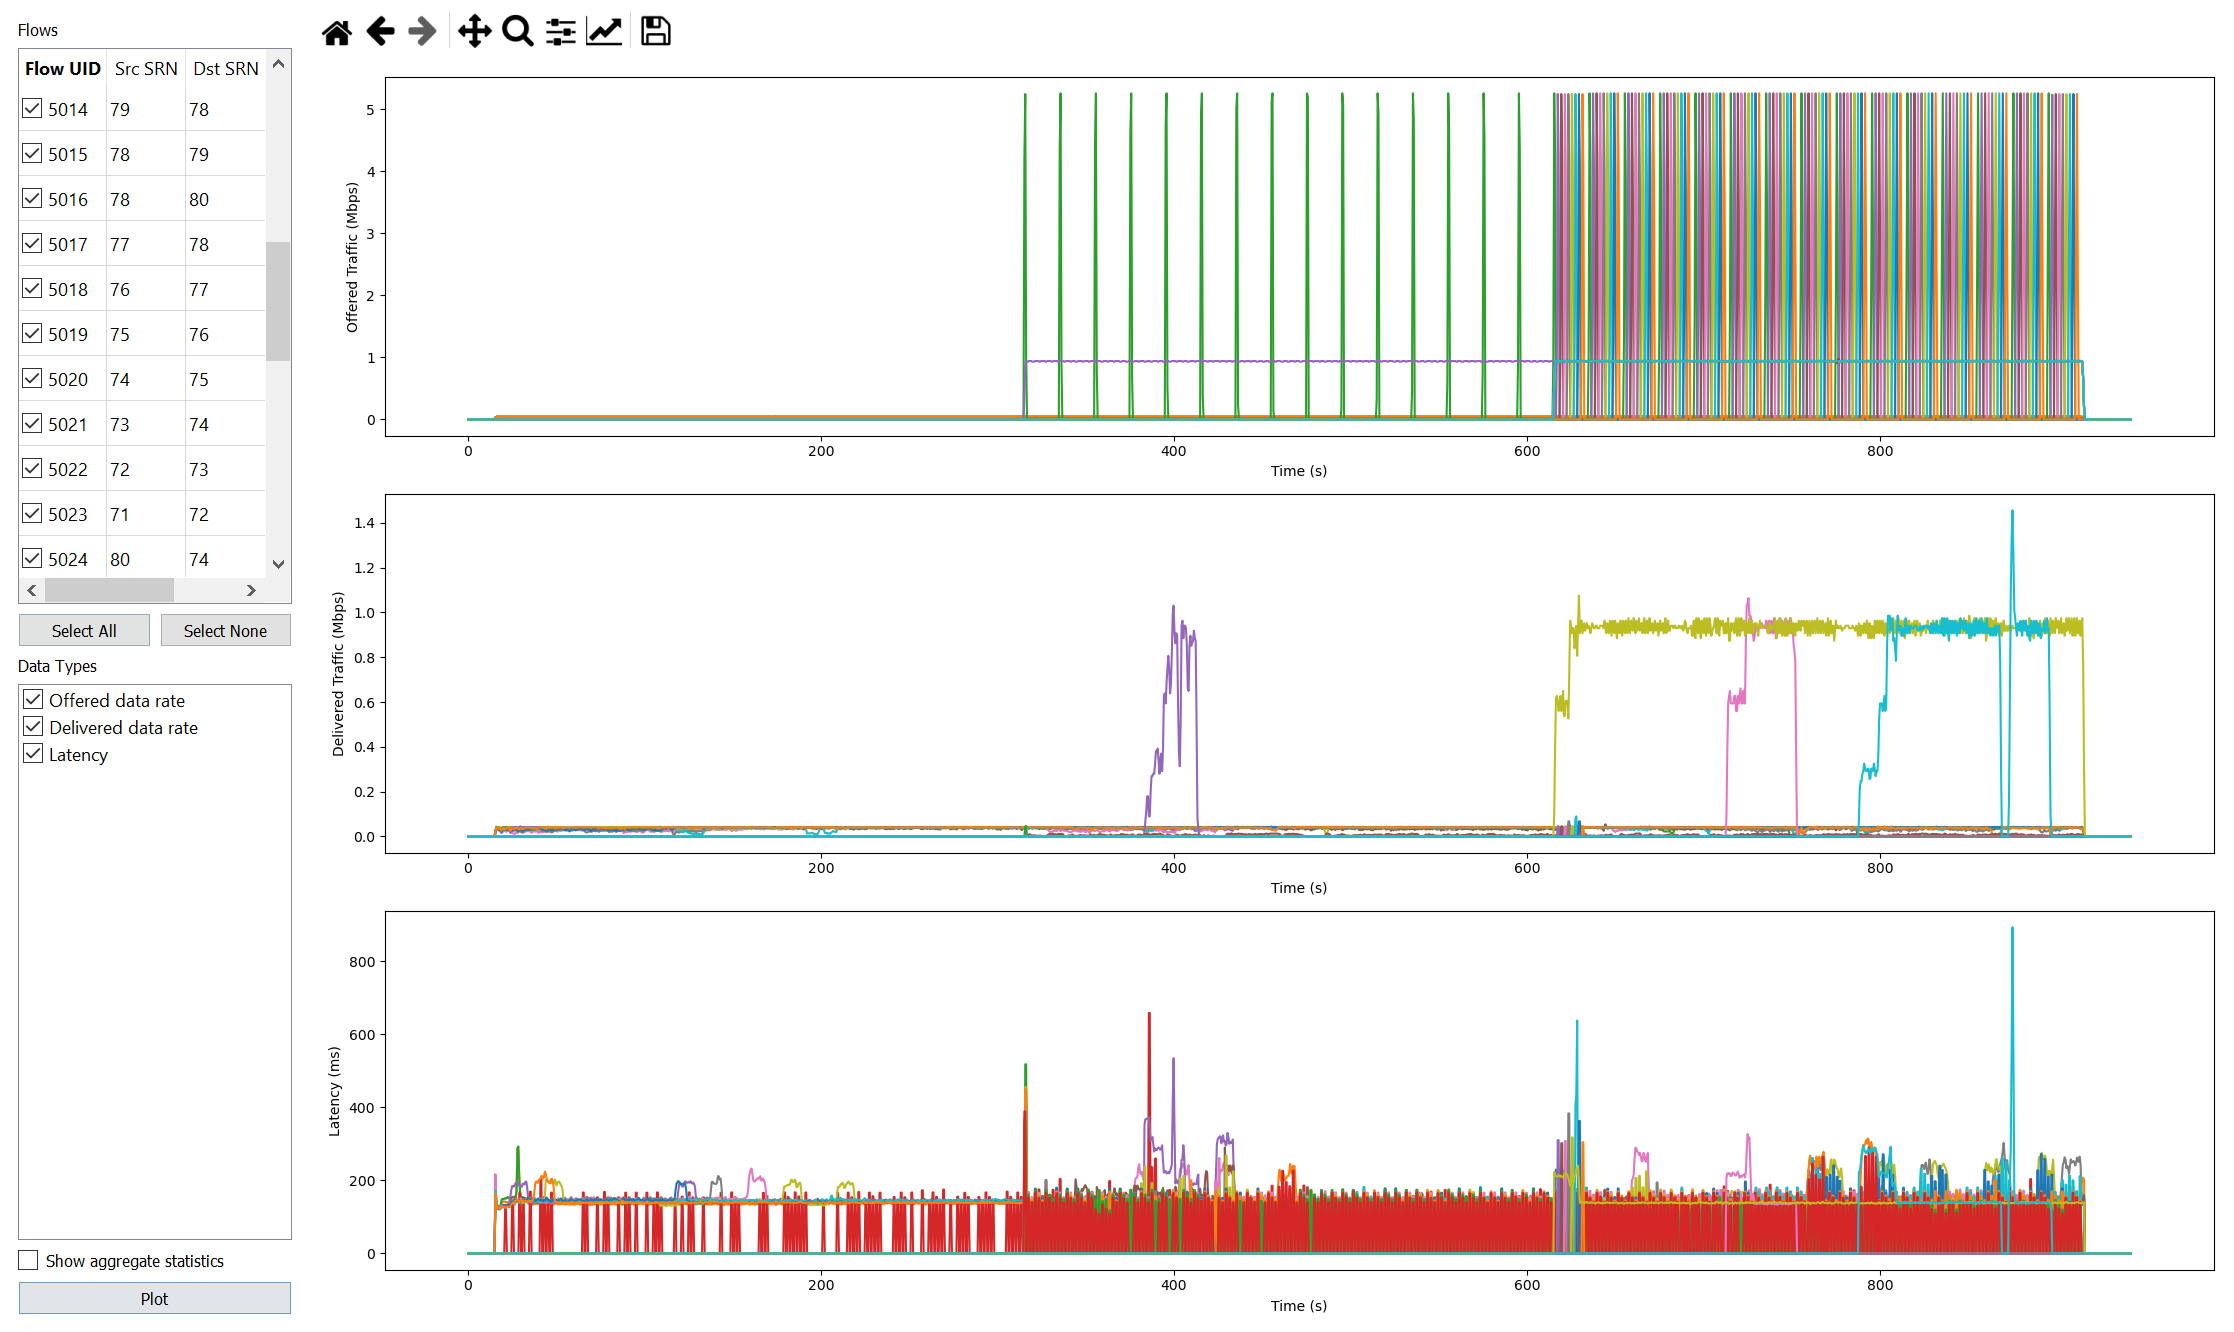 Flows
Flow UID Src SRN Dst SRN
5014 79 78
5015 78 79
5016 78 80
5017 77 78
5018 76 77
5019 75 76
5020 74 75
5021 73 74
5022 72 73
5023 71 72
5024 80 74
Select All Select None
Data Types
Offered data rate
Delivered data rate
Latency
Show aggregate statistics
Plot
Offered Traffic (Mbps)
5
4
3
2
1
0
0 200 400 600 800
Time (s)
Delivered Traffic (Mbps)
1.4
1.2
1.0
0.8
0.6
0.4
0.2
0.0
0 200 400 600 800
Time (s)
Latency (ms)
800
600
400
200
0
0 200 400 600 800
Time (s)